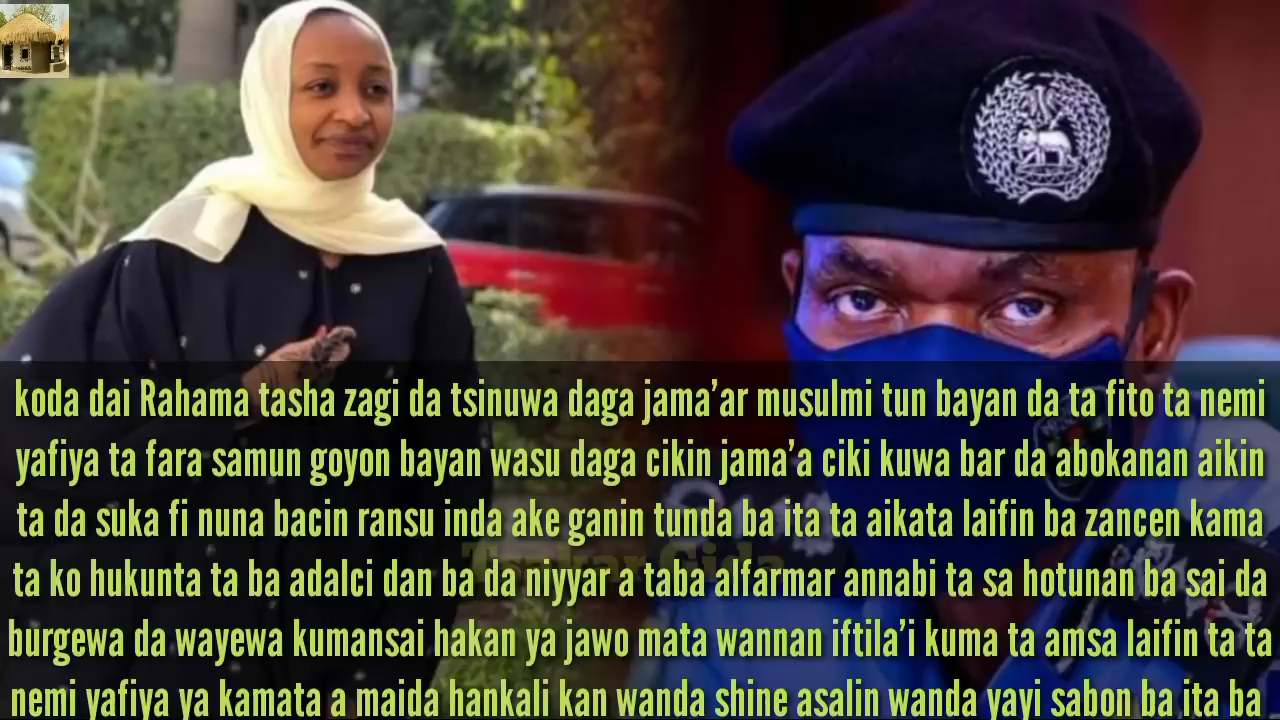 koda dai Rahama tasha zagi da tsinuwa daga jama’ar musulmi tun bayan da ta fito ta nemi
yafiya ta fara samun goyon bayan wasu daga cikin jama’a ciki kuwa bar da abokanan aikin
ta da suka fi nuna bacin ransu inda ake ganin tunda ba ita ta aikata laifin ba zancen kama
ta ko hukunta ta ba adalci dan ba da niyyar a taba alfarmar annabi ta sa hotunan ba sai da
burgewa da wayewa kumansai hakan ya jawo mata wannan iftila’i kuma ta amsa laifin ta ta
nemi yafiya ya kamata a maida hankali kan wanda shine asalin wanda yayi sabon ba ita ba